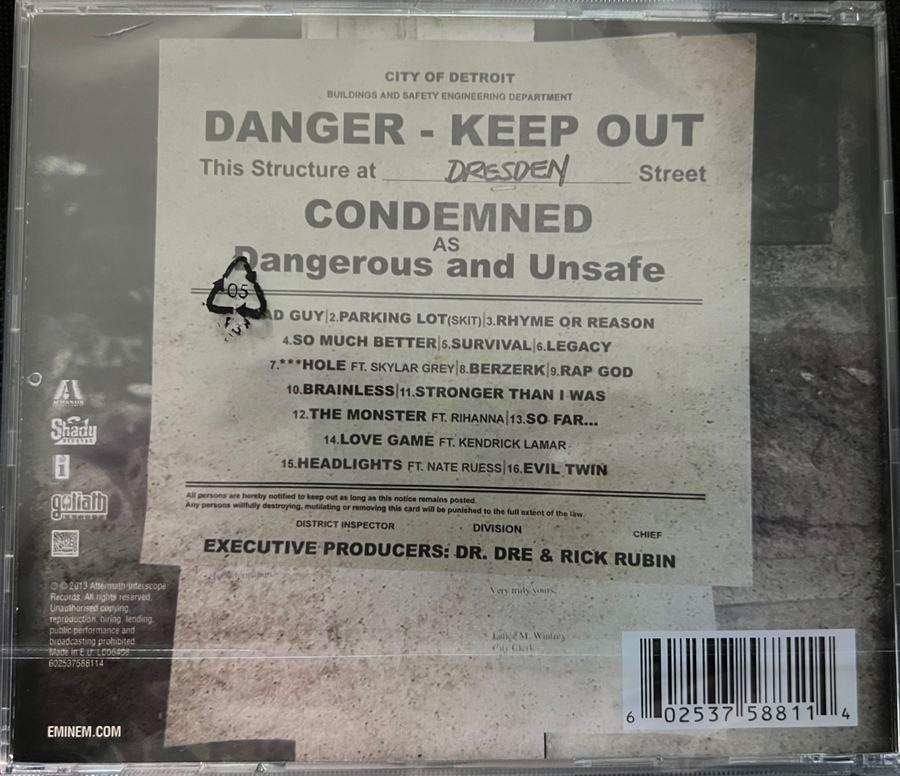 CITY OF DETROIT
BUILDINGS AND SAFETY ENGINEERING DEPARTMENT
DANGER - KEEP OUT
This Structure at DRESDEN Street
CONDEMNED
AS
Dangerous and Unsafe
05
AD GUY|2.PARKING LOT(SKIT)|3.RHYME OR REASON
4.SO MUCH BETTER|5.SURVIVAL|6.LEGACY
7.***HOLE FT. SKYLAR GREY|8.BERZERK|9.RAP GOD
10.BRAINLESS|11.STRONGER THAN I WAS
12.THE MONSTER FT. RIHANNA|13.SO FAR...
14.LOVE GAME FT. KENDRICK LAMAR
15.HEADLIGHTS FT. NATE RUESS|16.EVIL TWIN
All persons are hereby notified to keep out as long as this notice remains posted.
Any persons willfully destroying, mutilating or removing this card will be punished to the full extent of the law.
DISTRICT INSPECTOR DIVISION CHIEF
EXECUTIVE PRODUCERS: DR. DRE & RICK RUBIN
Very truly yours,
City Clerk
A
AFTERMATH
Shady
RECORDS
i
goliath
℗ © 2013 Aftermath/Interscope
Records. All rights reserved.
Unauthorised copying,
reproduction, hiring, lending,
public performance and
broadcasting prohibited.
Made in E.U. LC06406
602537588114
EMINEM.COM
6 02537 58811 4